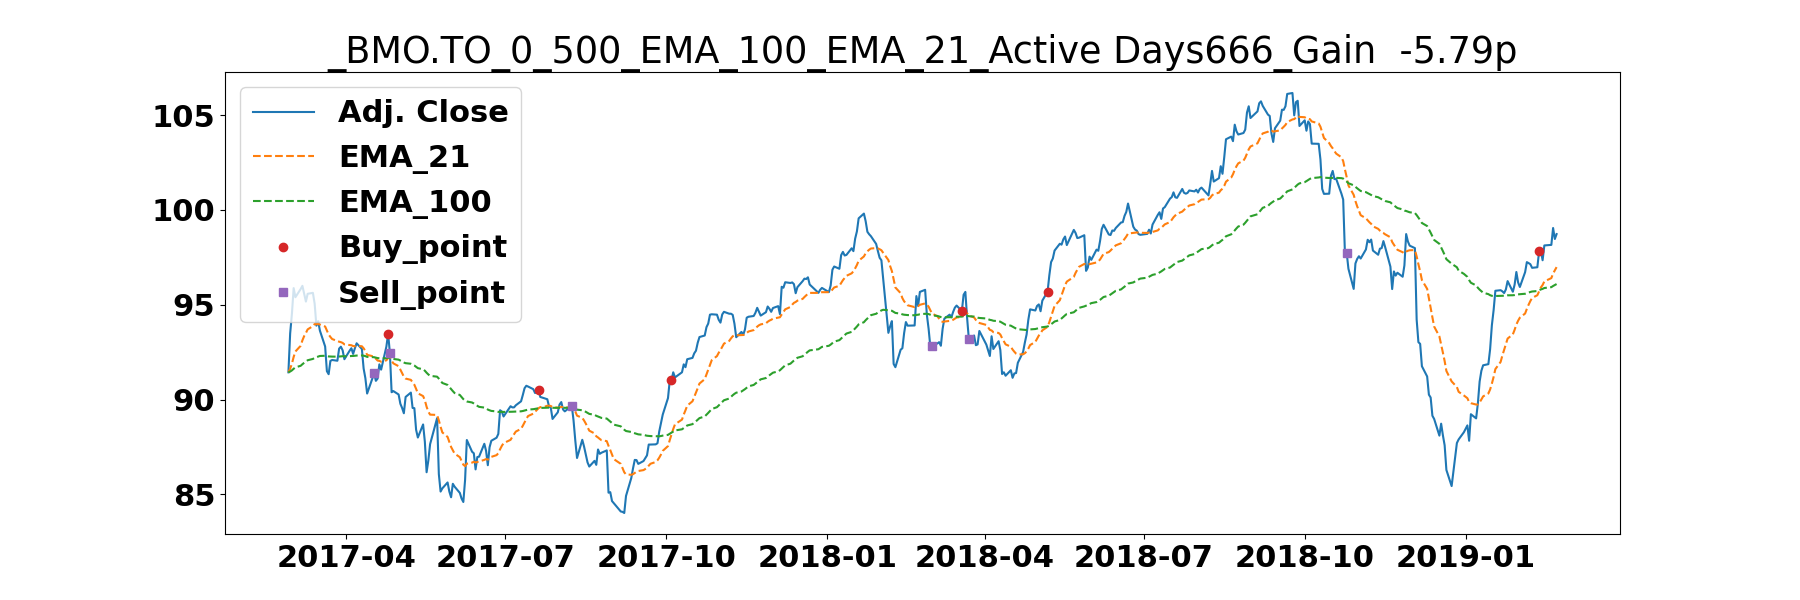 _BMO.TO_0_500_EMA_100_EMA_21_Active Days666_Gain  -5.79p
Adj. Close
EMA_21
EMA_100
Buy_point
Sell_point
105
100
95
90
85
2017-04
2017-07
2017-10
2018-01
2018-04
2018-07
2018-10
2019-01